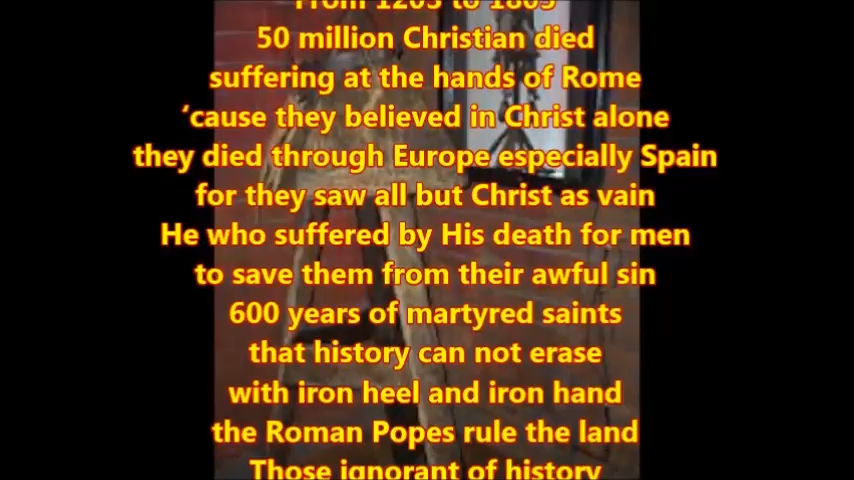 From 1203 to 1805
50 million Christian died
suffering at the hands of Rome
‘cause they believed in Christ alone
they died through Europe especially Spain
for they saw all but Christ as vain
He who suffered by His death for men
to save them from their awful sin
600 years of martyred saints
that history can not erase
with iron heel and iron hand
the Roman Popes rule the land
Those ignorant of history